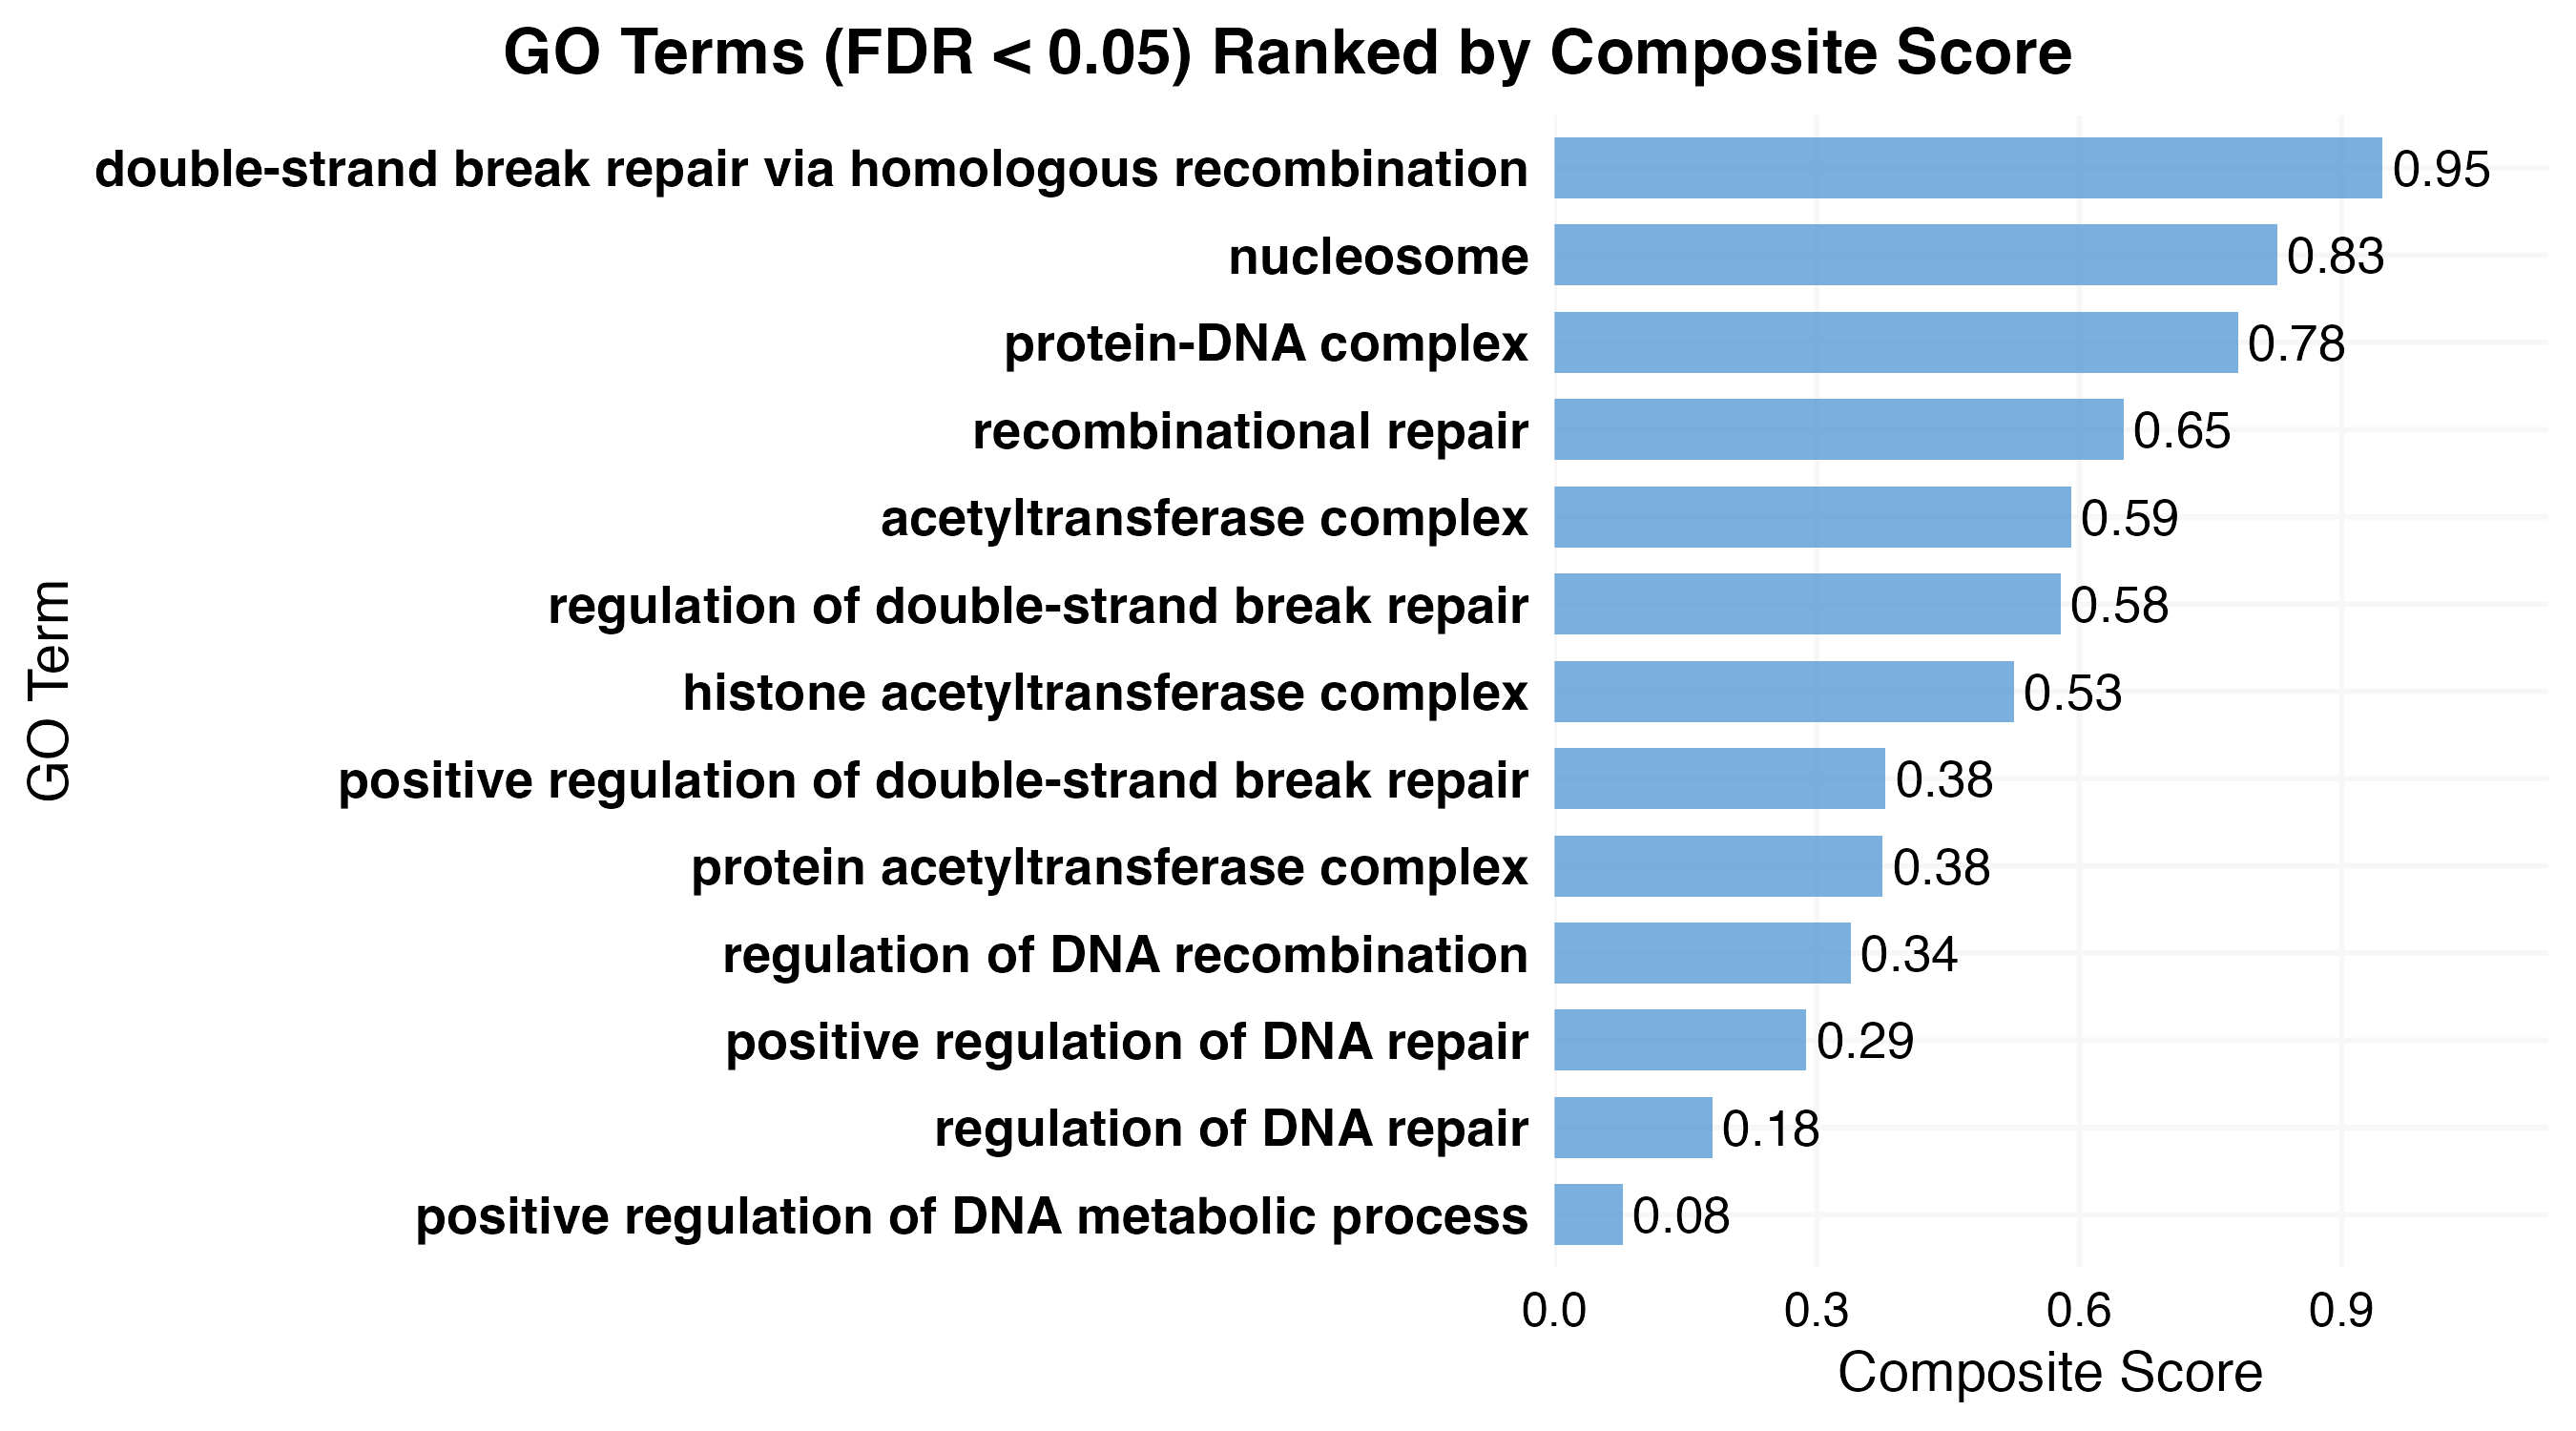 GO Terms (FDR < 0.05) Ranked by Composite Score
GO Term
double-strand break repair via homologous recombination 0.95
nucleosome 0.83
protein-DNA complex 0.78
recombinational repair 0.65
acetyltransferase complex 0.59
regulation of double-strand break repair 0.58
histone acetyltransferase complex 0.53
positive regulation of double-strand break repair 0.38
protein acetyltransferase complex 0.38
regulation of DNA recombination 0.34
positive regulation of DNA repair 0.29
regulation of DNA repair 0.18
positive regulation of DNA metabolic process 0.08
0.0 0.3 0.6 0.9
Composite Score